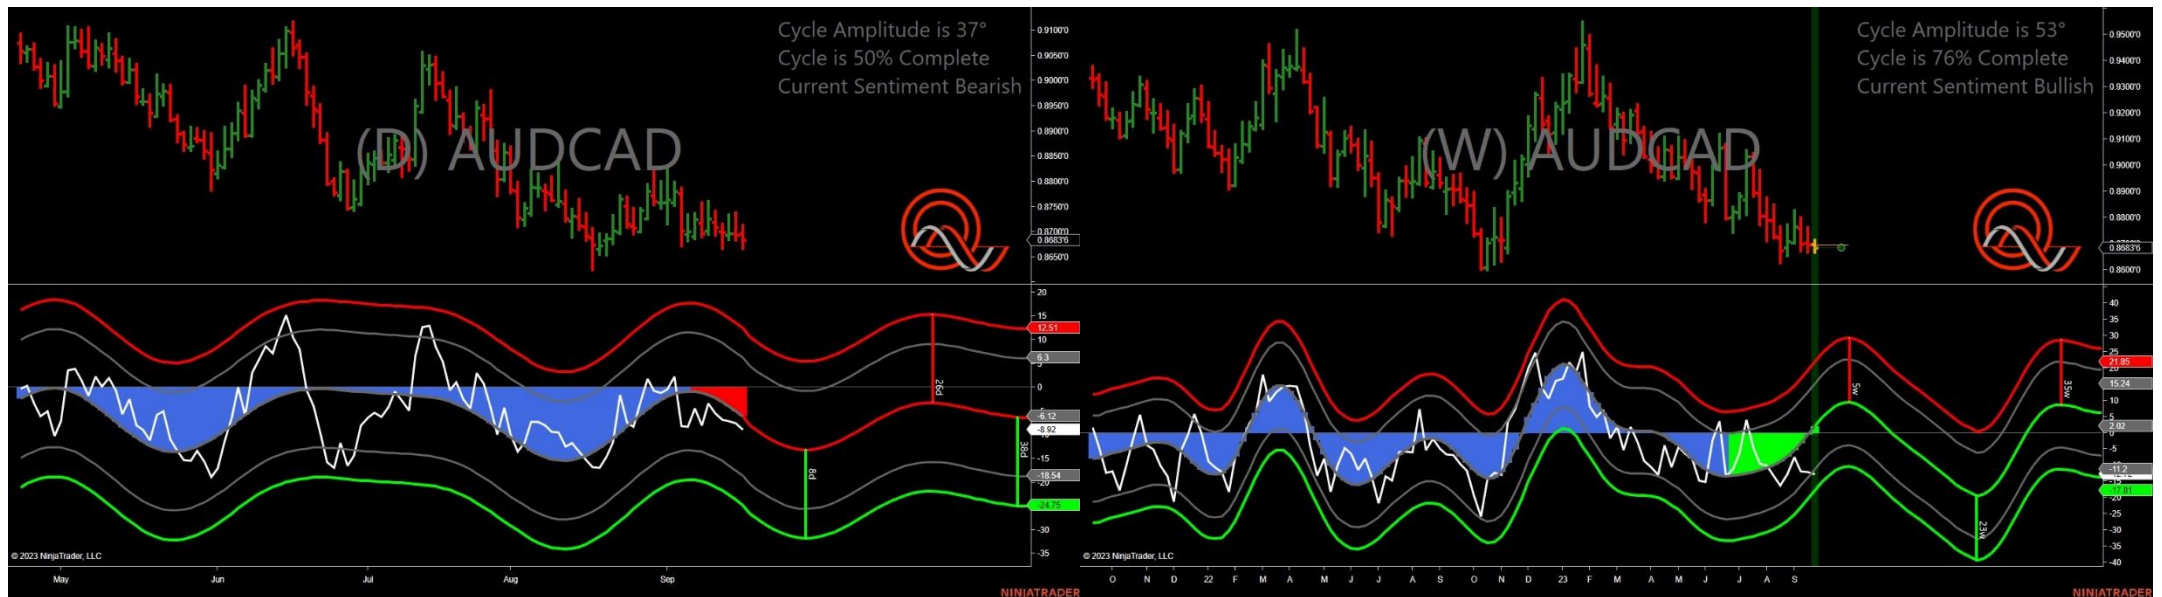 Cycle Amplitude is 37°
Cycle is 50% Complete
Current Sentiment Bearish
(D) AUDCAD
0.9100'0
0.9050'0
0.9000'0
0.8950'0
0.8900'0
0.8850'0
0.8800'0
0.8750'0
0.8700'0
0.8683'6
0.8650'0
20
15
12.51
10
6.3
5
0
-6.12
-8.92
-10
-15
-18.54
-20
-24.75
-30
-35
26d
8d
38d
© 2023 NinjaTrader, LLC
May Jun Jul Aug Sep
NINJATRADER
Cycle Amplitude is 53°
Cycle is 76% Complete
Current Sentiment Bullish
(W) AUDCAD
0.9500'0
0.9400'0
0.9300'0
0.9200'0
0.9100'0
0.9000'0
0.8900'0
0.8800'0
0.8683'6
0.8600'0
40
35
30
25
21.85
15.24
10
5
2.02
0
-11.2
-15
-17.81
-25
-30
-35
-40
5w
23w
35w
© 2023 NinjaTrader, LLC
O N D 22 F M A M J J A S O N D 23 F M A M J J A S
NINJATRADER